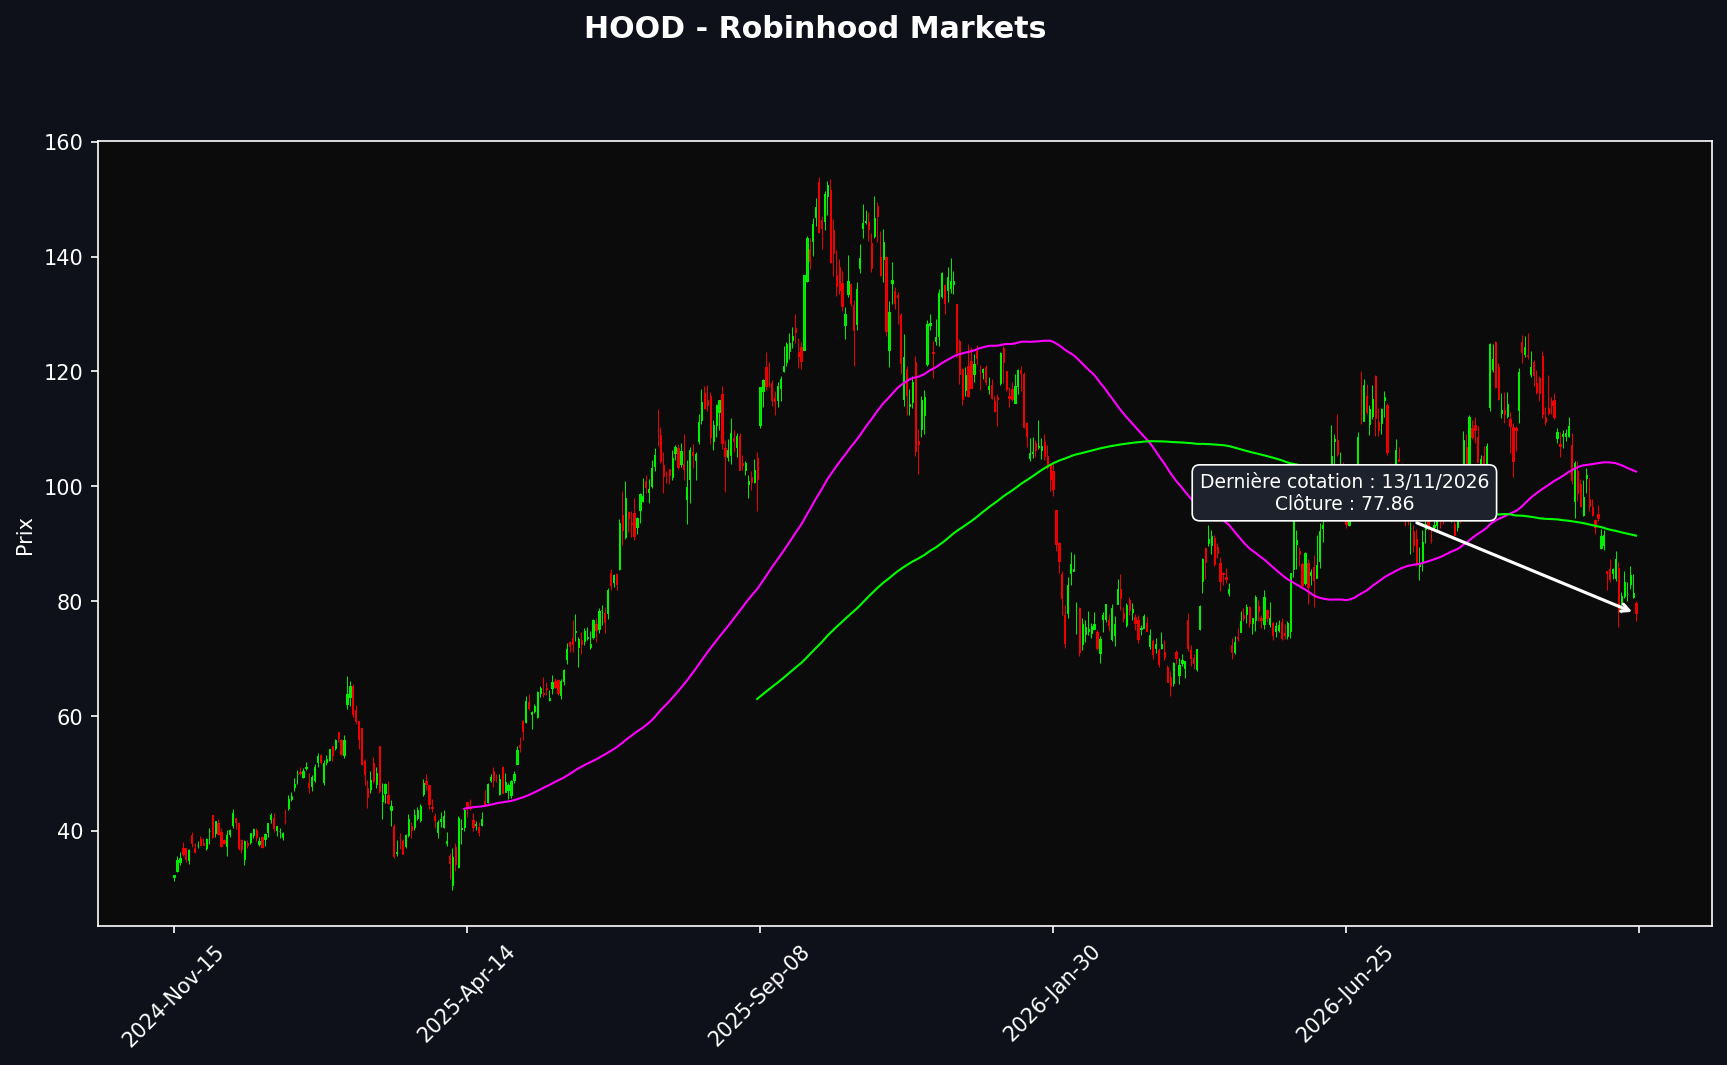 HOOD - Robinhood Markets
160
140
120
100
80
60
40
Prix
Dernière cotation : 13/11/2026
Clôture : 77.86
2024-Nov-15
2025-Apr-14
2025-Sep-08
2026-Jan-30
2026-Jun-25